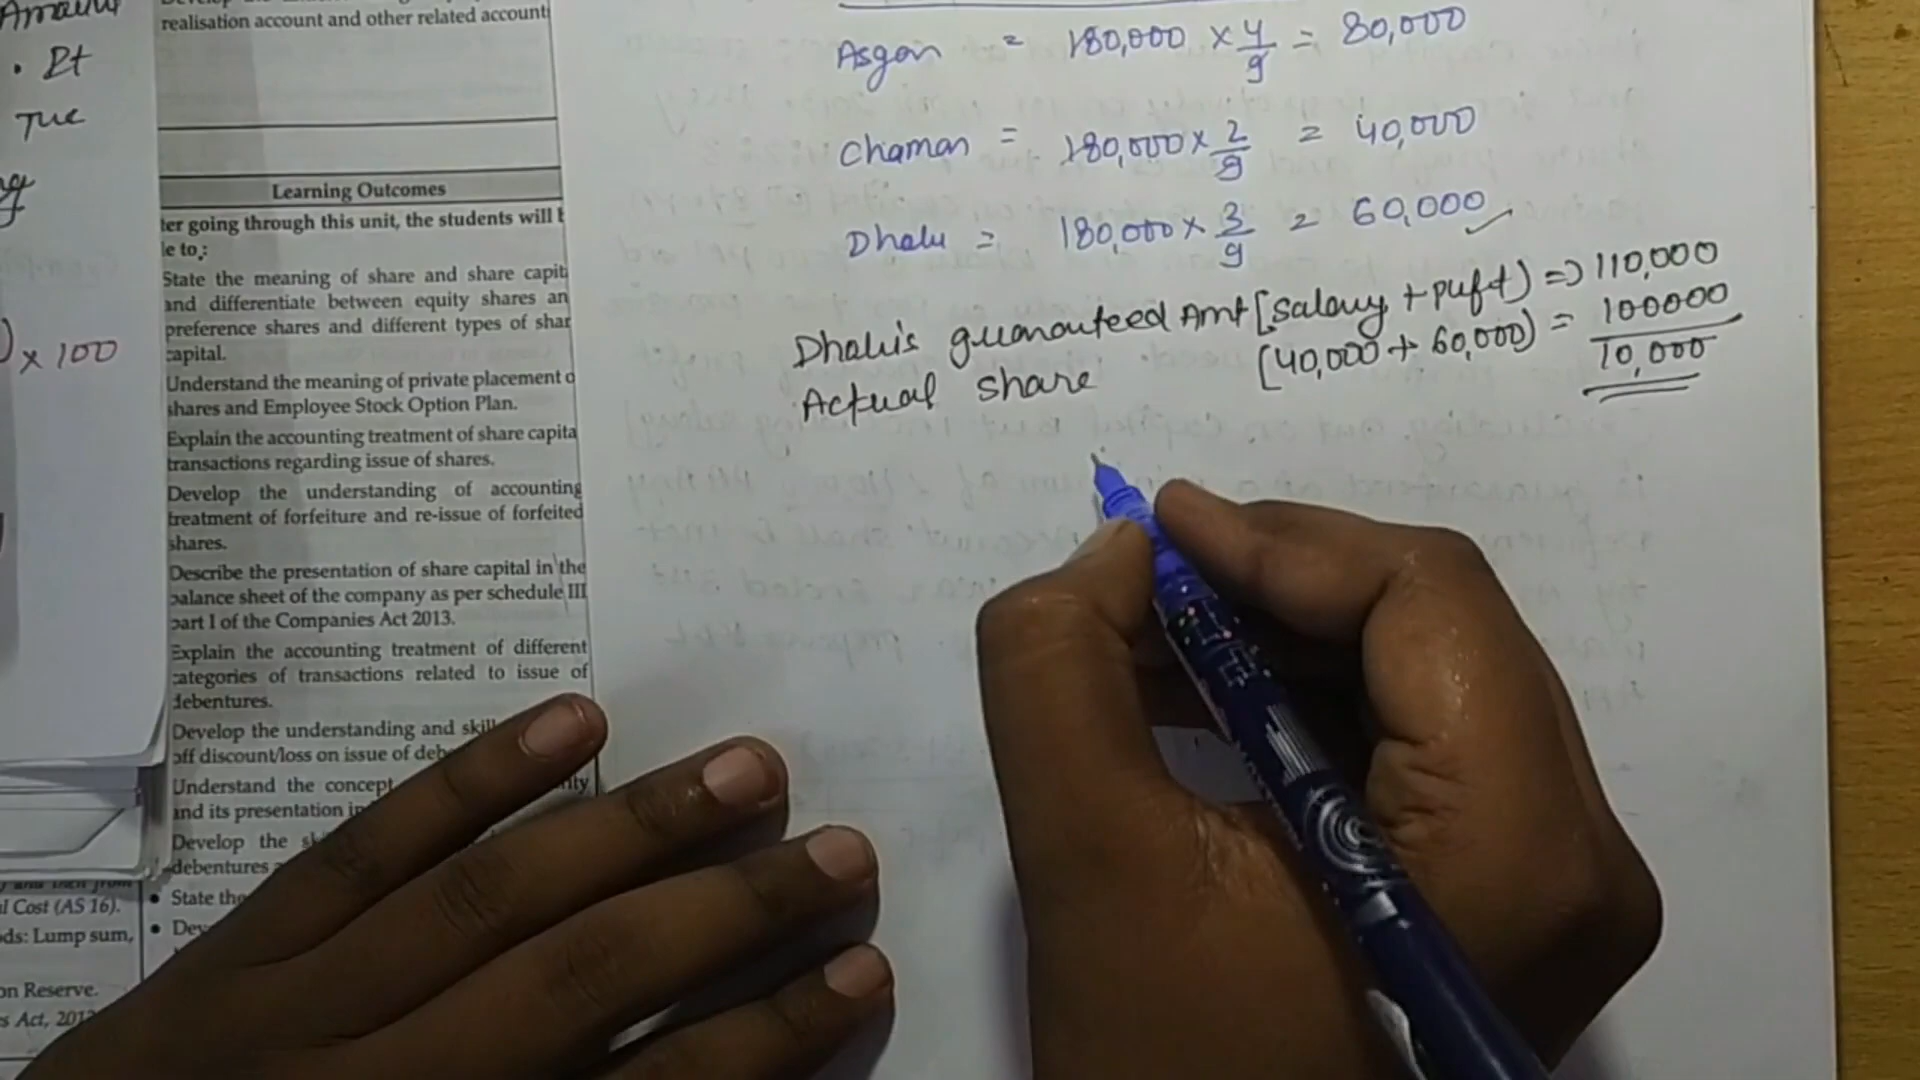 • Pt
Tue
) x 100
l Cost (AS 16).
ds: Lump sum,
on Reserve.
s Act, 2013
realisation account and other related account
Learning Outcomes
ter going through this unit, the students will b
le to :
State the meaning of share and share capit
and differentiate between equity shares an
preference shares and different types of shar
capital.
Understand the meaning of private placement o
shares and Employee Stock Option Plan.
Explain the accounting treatment of share capita
transactions regarding issue of shares.
Develop the understanding of accounting
treatment of forfeiture and re-issue of forfeited
shares.
Describe the presentation of share capital in the
balance sheet of the company as per schedule III
part I of the Companies Act 2013.
Explain the accounting treatment of different
categories of transactions related to issue of
debentures.
Develop the understanding and skill
off discount/loss on issue of deb
Understand the concept ity
and its presentation in
Develop the sk
debentures
• State the
• Dev
Asgar = 180,000 x 4/9 = 80,000
Chaman = 180,000 x 2/9 = 40,000
Dhalu = 180,000 x 3/9 = 60,000
Dhalu's guaranteed Amt [Salary + puft) => 110,000
Actual share [40,000 + 60,000) = 100000
10,000